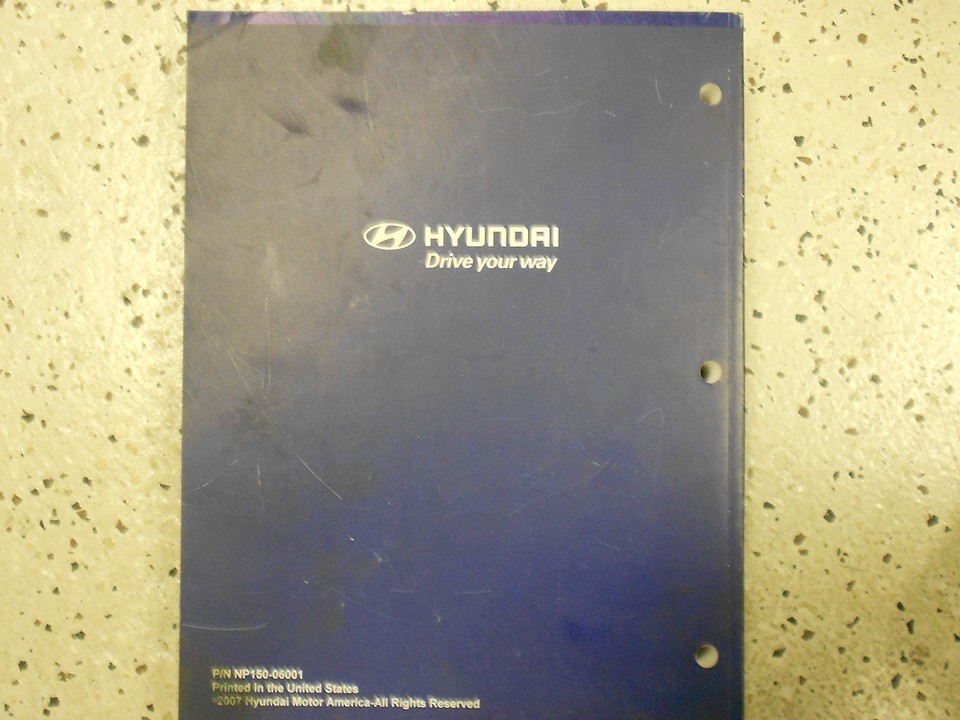 HYUNDAI
Drive your way
P/N NP150-06001
Printed in the United States
©2007 Hyundai Motor America-All Rights Reserved